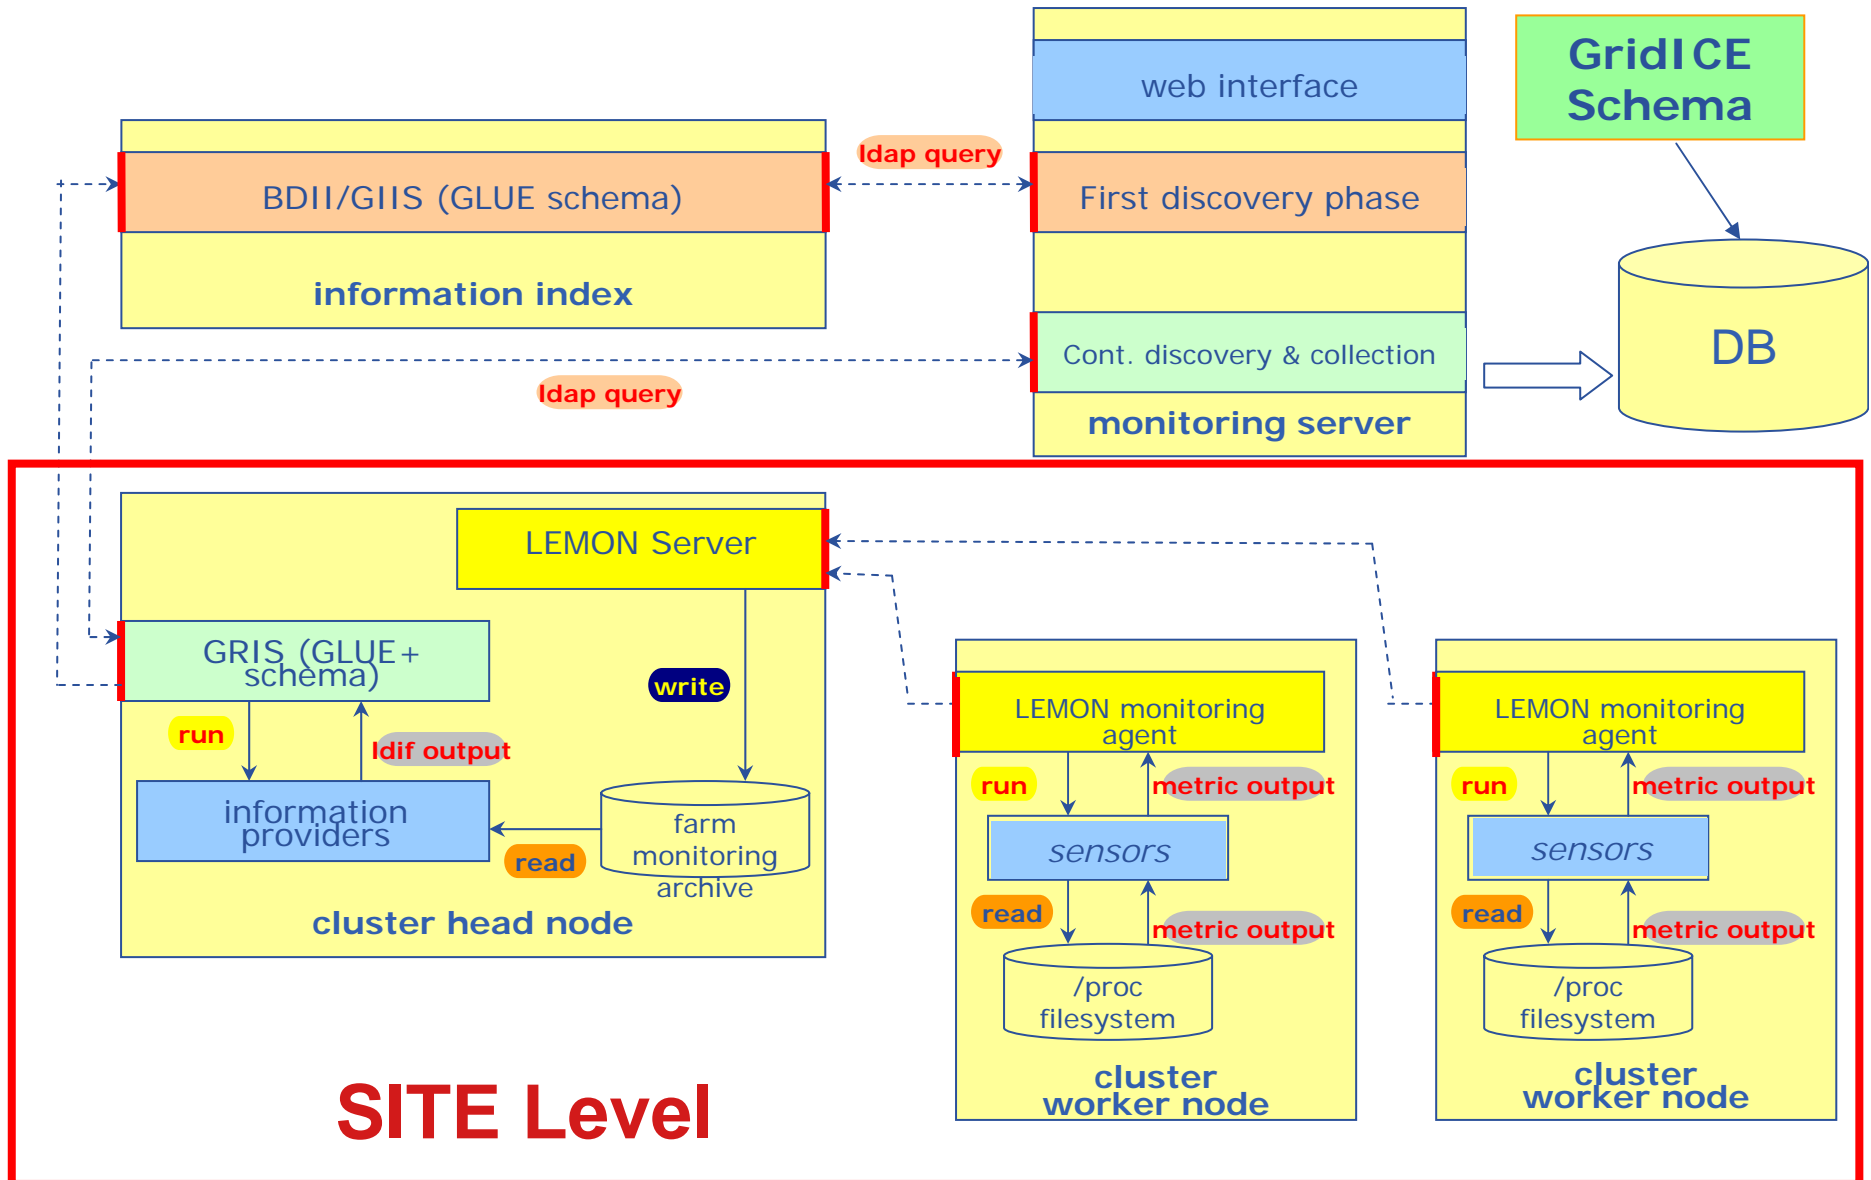 web interface
GridICE
Schema
ldap query
BDII/GIIS (GLUE schema)
First discovery phase
information index
Cont. discovery & collection
DB
ldap query
monitoring server
LEMON Server
GRIS (GLUE+
schema)
write
run
ldif output
information
providers
read
farm
monitoring
archive
cluster head node
LEMON monitoring
agent
run
metric output
sensors
read
metric output
/proc
filesystem
cluster
worker node
LEMON monitoring
agent
run
metric output
sensors
read
metric output
/proc
filesystem
cluster
worker node
SITE Level